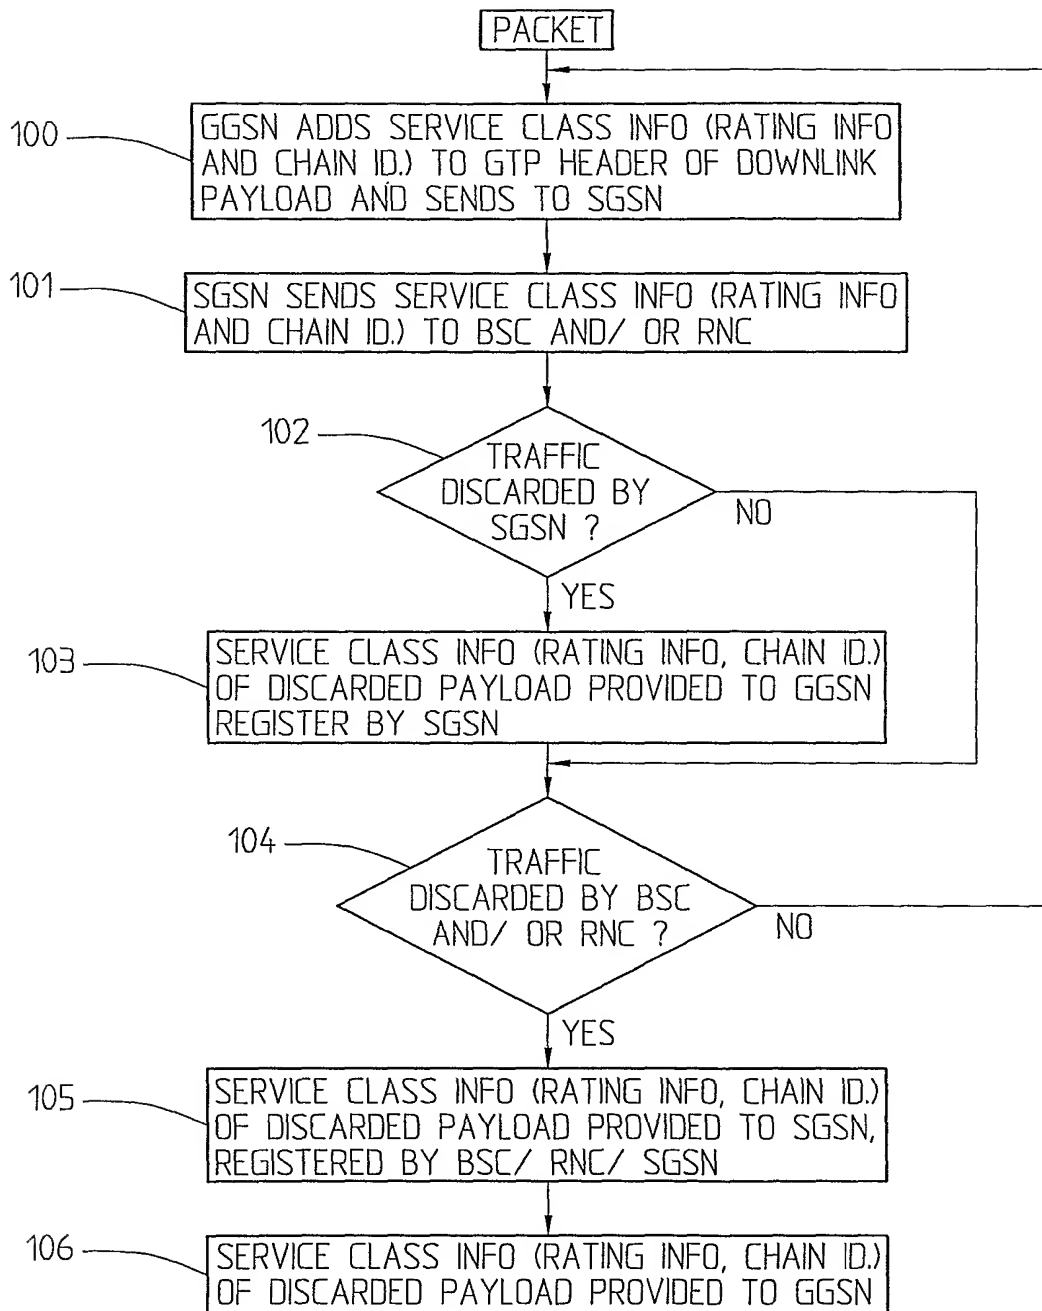 PACKET
100
GGSN ADDS SERVICE CLASS INFO (RATING INFO
AND CHAIN ID.) TO GTP HEADER OF DOWNLINK
PAYLOAD AND SENDS TO SGSN
101
SGSN SENDS SERVICE CLASS INFO (RATING INFO
AND CHAIN ID.) TO BSC AND/ OR RNC
102
TRAFFIC
DISCARDED BY
SGSN ?
NO
YES
103
SERVICE CLASS INFO (RATING INFO, CHAIN ID.)
OF DISCARDED PAYLOAD PROVIDED TO GGSN
REGISTER BY SGSN
104
TRAFFIC
DISCARDED BY BSC
AND/ OR RNC ?
NO
YES
105
SERVICE CLASS INFO (RATING INFO, CHAIN ID.)
OF DISCARDED PAYLOAD PROVIDED TO SGSN,
REGISTERED BY BSC/ RNC/ SGSN
106
SERVICE CLASS INFO (RATING INFO, CHAIN ID.)
OF DISCARDED PAYLOAD PROVIDED TO GGSN